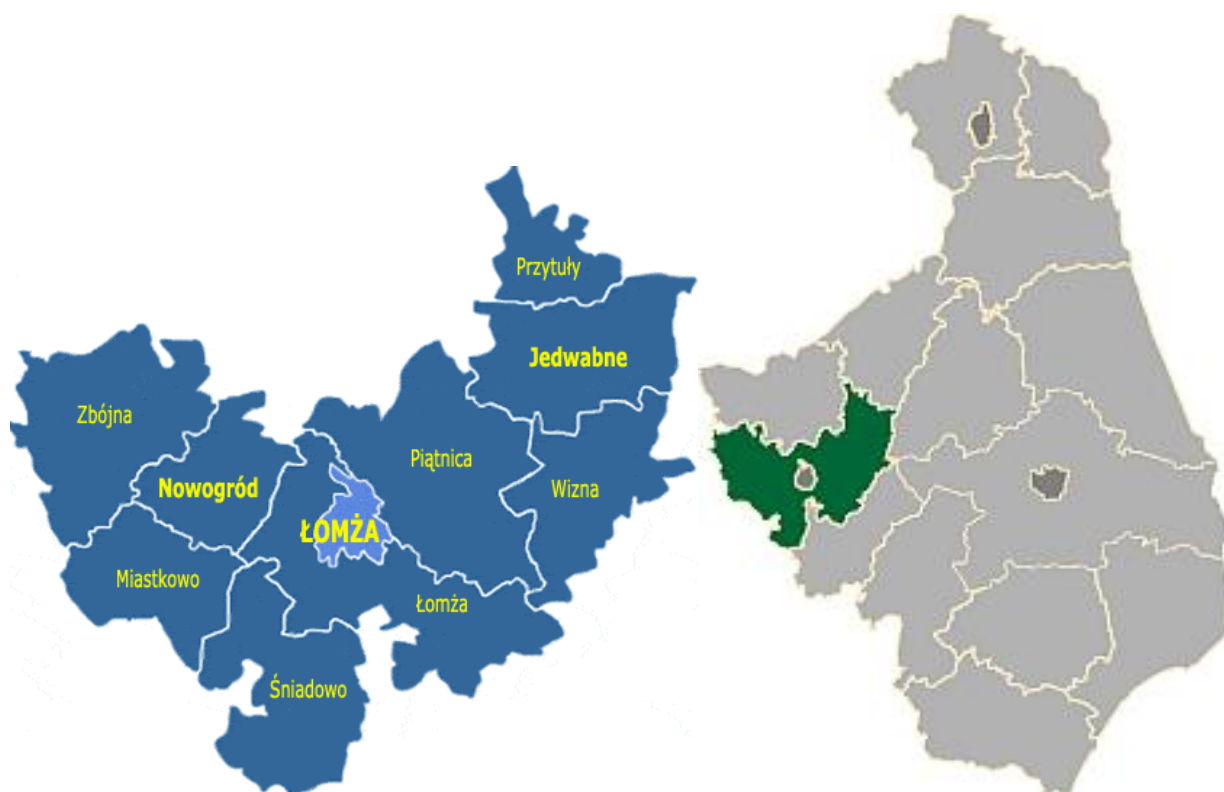 Przytuły
Jedwabne
Zbójna
Piątnica
Nowogród
Wizna
ŁOMŻA
Miastkowo
Łomża
Śniadowo